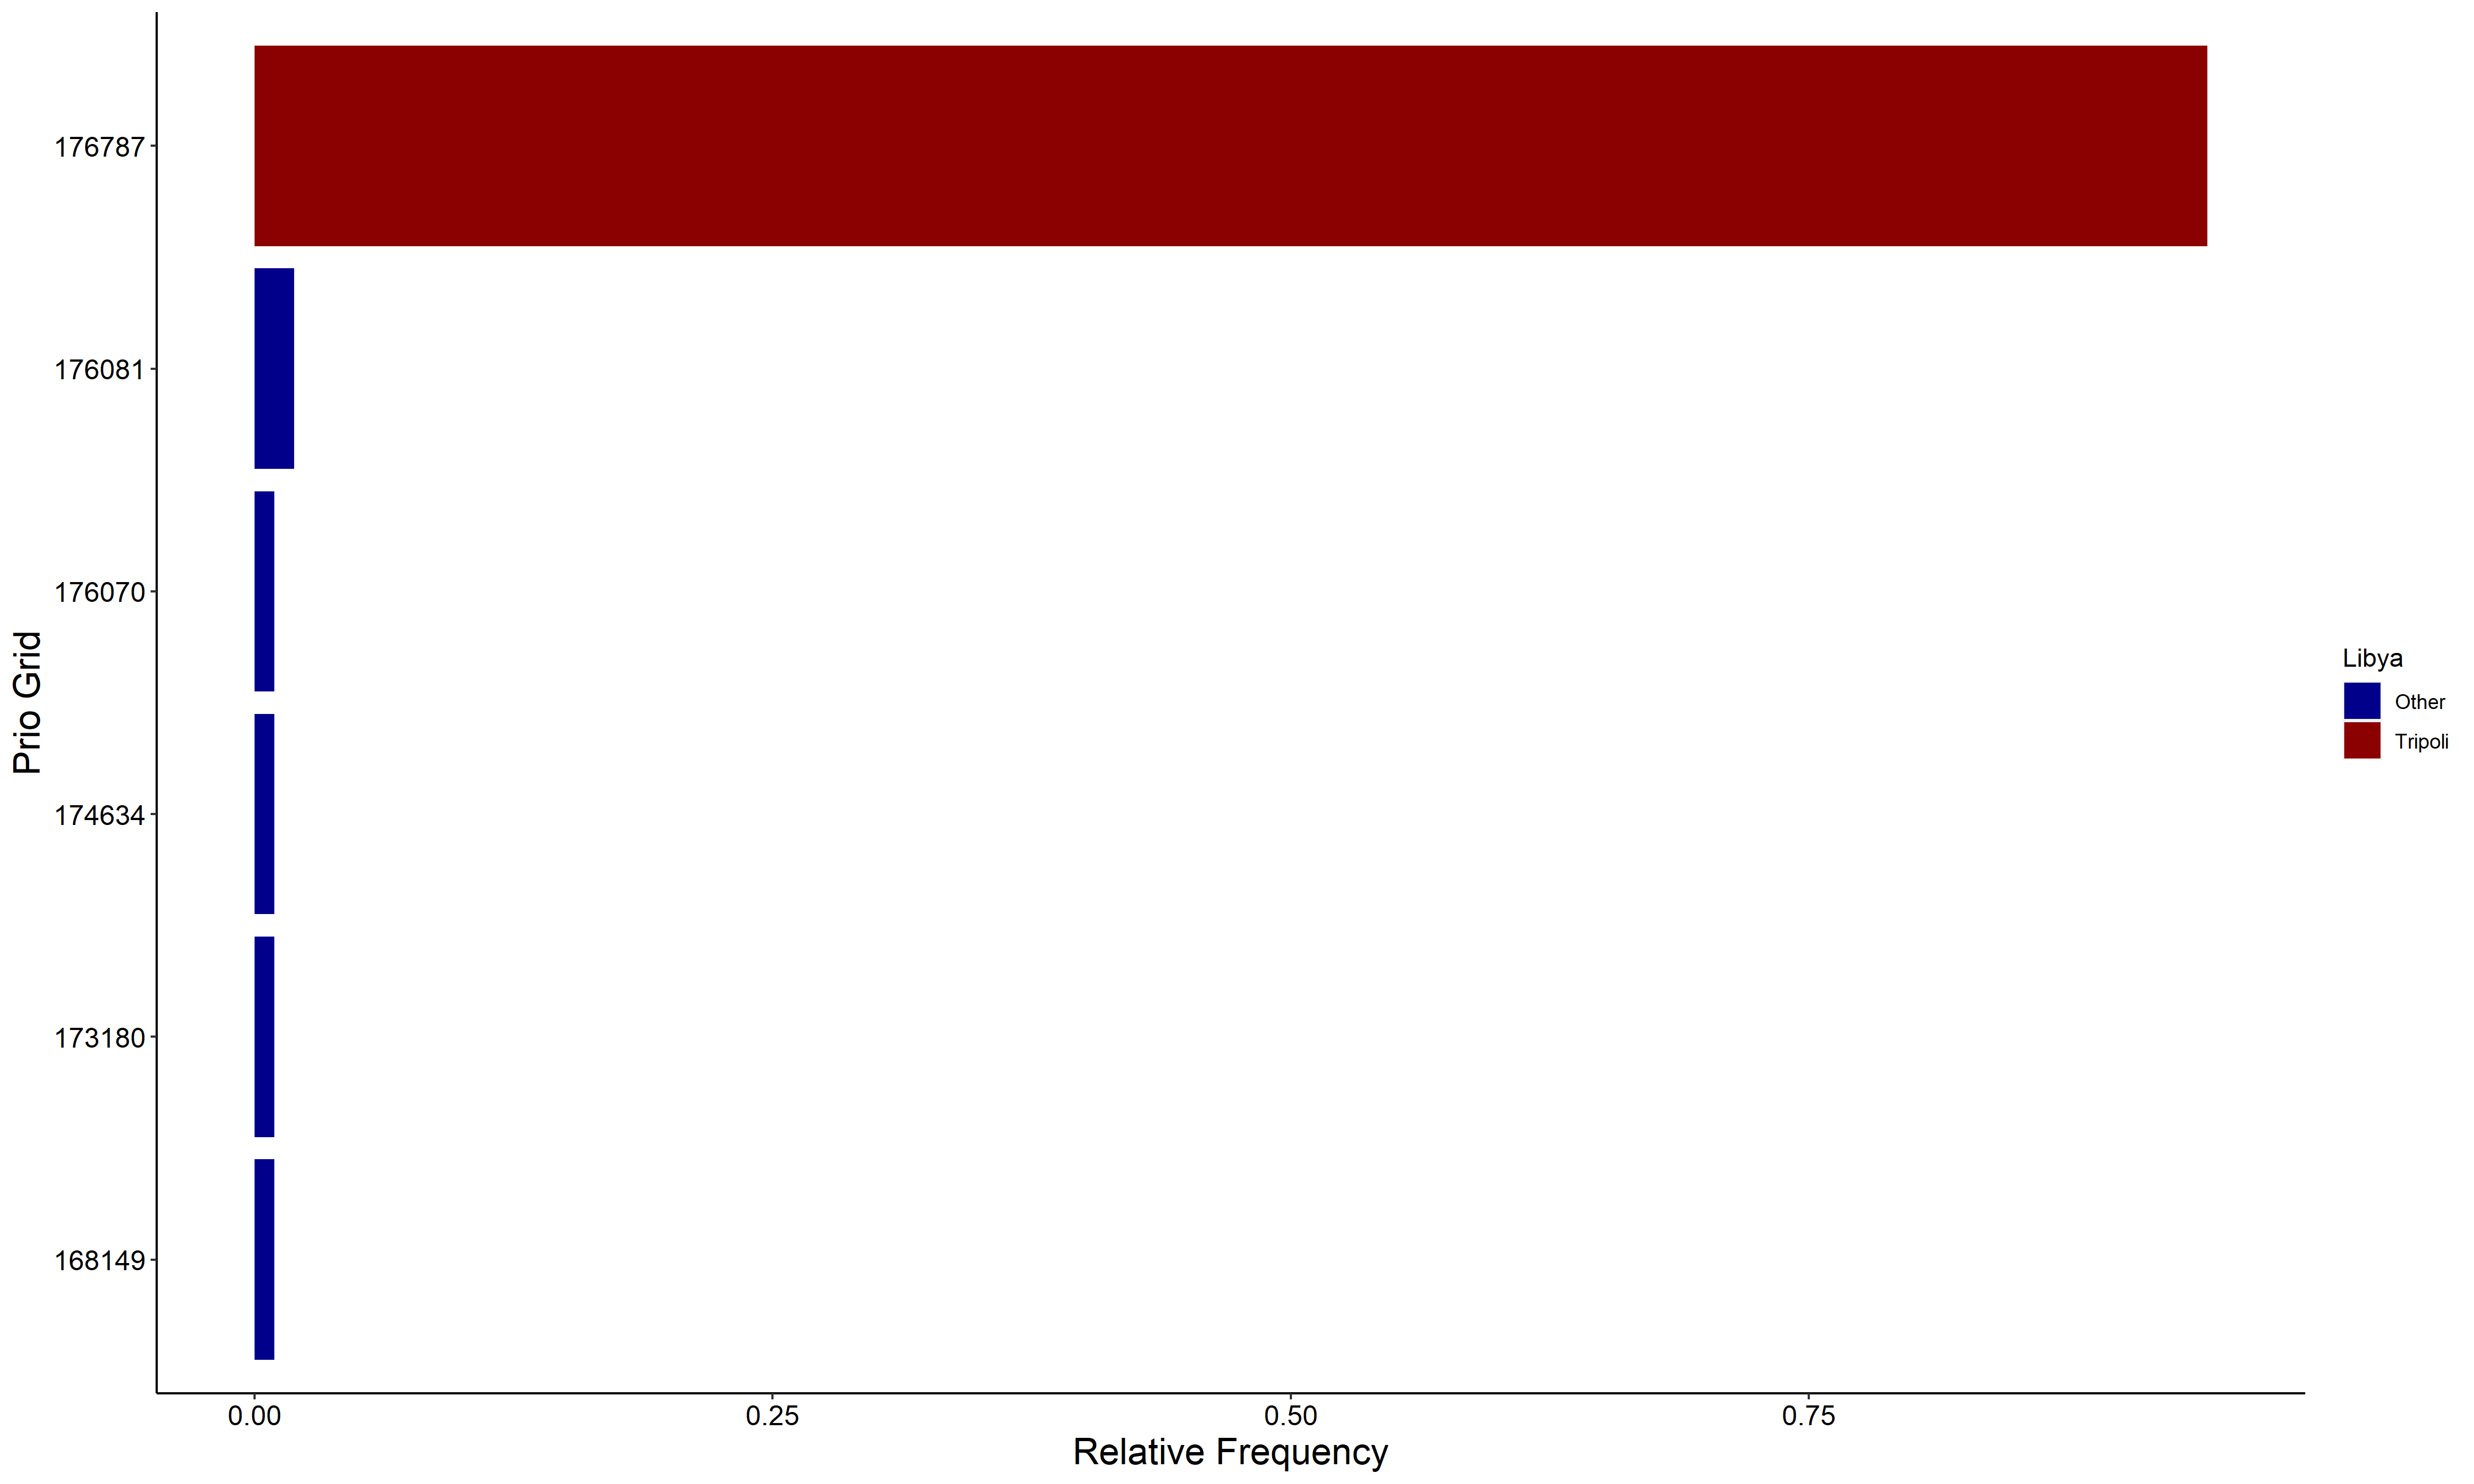 Prio Grid
176787
176081
176070
174634
173180
168149
0.00 0.25 0.50 0.75
Relative Frequency
Libya
Other
Tripoli